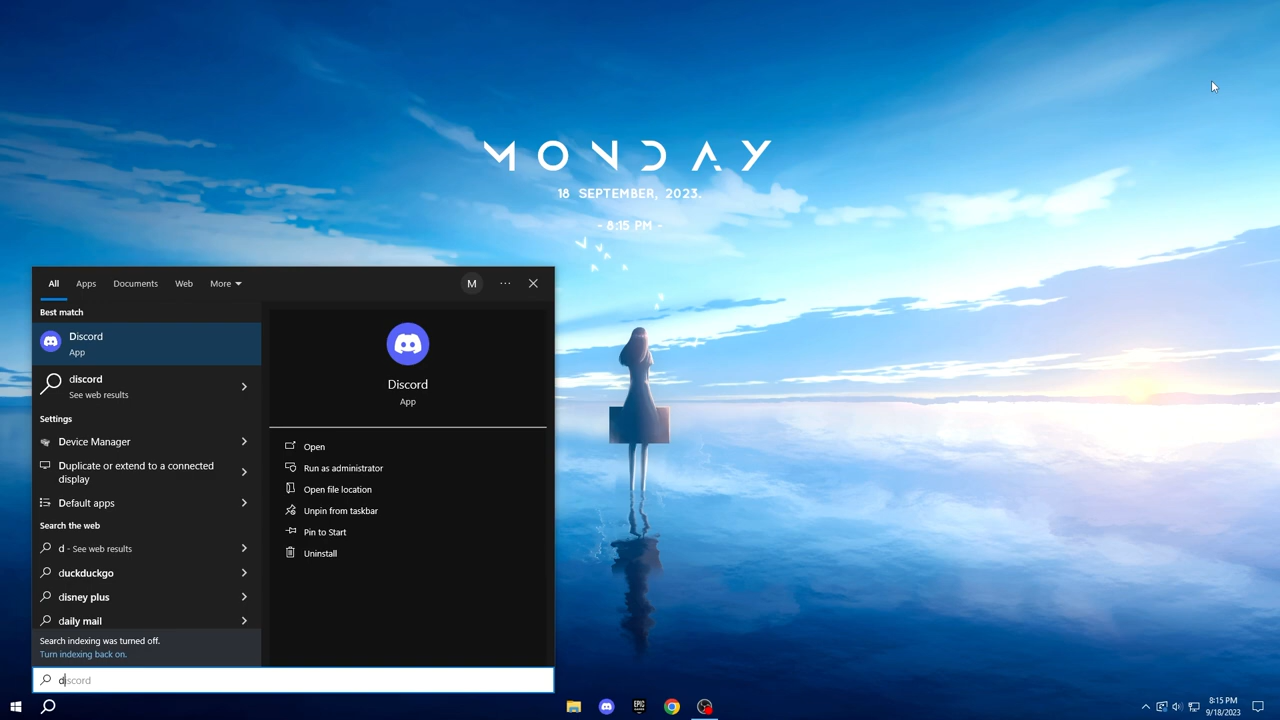 MONDAY
18 SEPTEMBER, 2023.
- 8:15 PM -
All Apps Documents Web More M
Best match
Discord
App
discord
See web results
Settings
Device Manager
Duplicate or extend to a connected
display
Default apps
Search the web
d - See web results
duckduckgo
disney plus
daily mail
Search indexing was turned off.
Turn indexing back on.
discord
Discord
App
Open
Run as administrator
Open file location
Unpin from taskbar
Pin to Start
Uninstall
EPIC
8:15 PM
9/18/2023